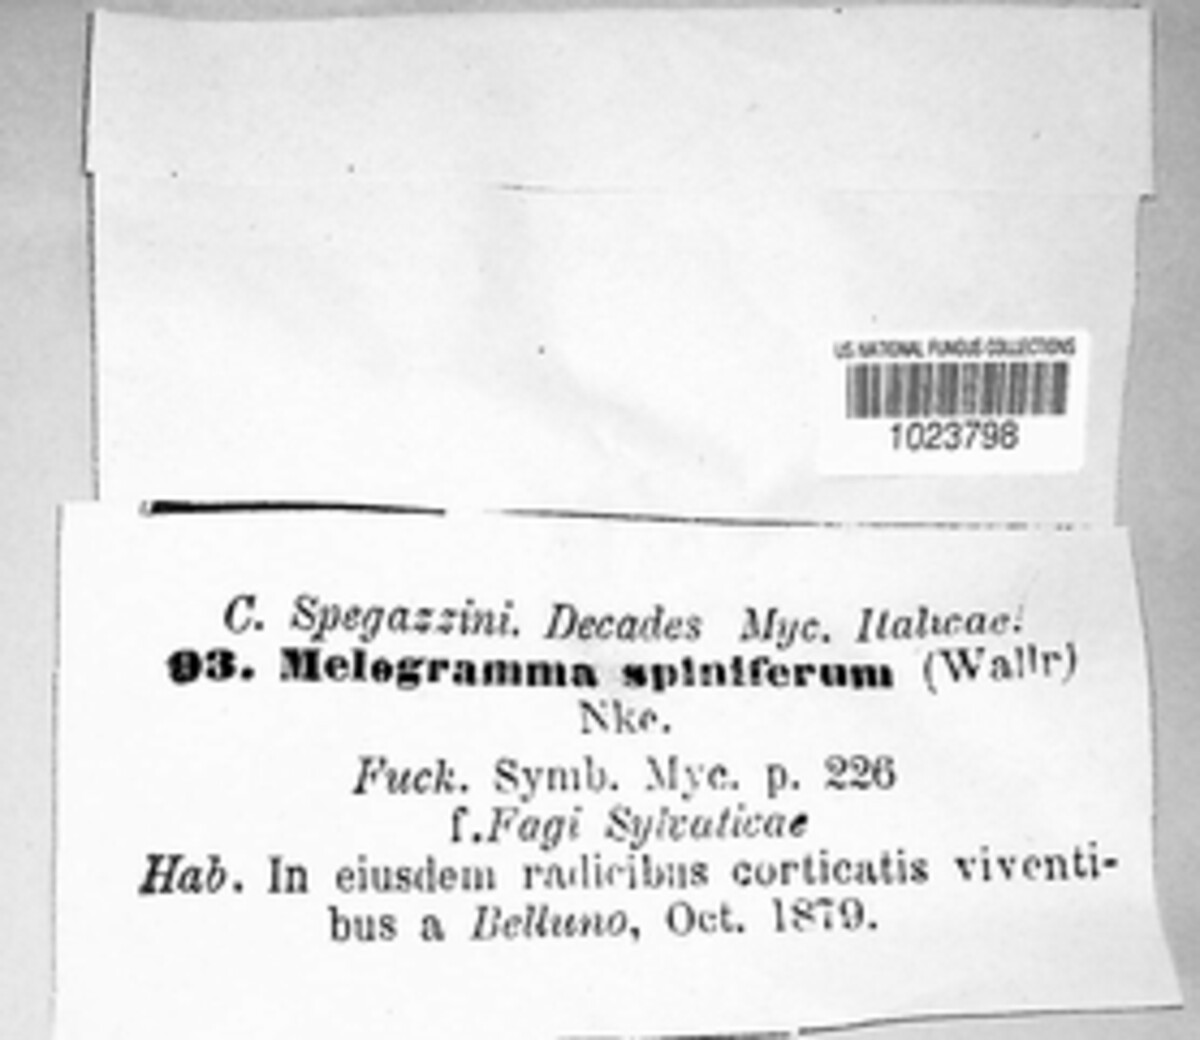 US NATIONAL FUNGUS COLLECTIONS
1023798
C. Spegazzini. Decades Myc. Italicae.
93. Melogramma spiniferum (Wallr)
Nke.
Fuck. Symb. Myc. p. 226
f. Fagi Sylvaticae
Hab. In eiusdem radicibus corticatis viventi-
bus a Belluno, Oct. 1879.